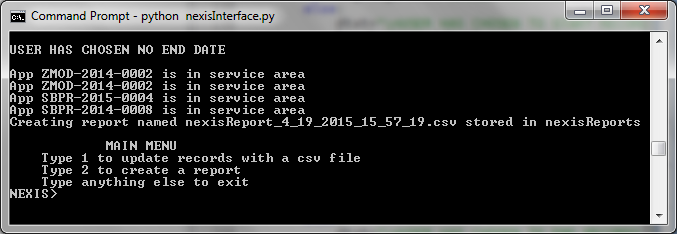 Command Prompt - python nexisInterface.py
USER HAS CHOSEN NO END DATE
App ZMOD-2014-0002 is in service area
App ZMOD-2014-0002 is in service area
App SBPR-2015-0004 is in service area
App SBPR-2014-0008 is in service area
Creating report named nexisReport_4_19_2015_15_57_19.csv stored in nexisReports
MAIN MENU
Type 1 to update records with a csv file
Type 2 to create a report
Type anything else to exit
NEXIS>